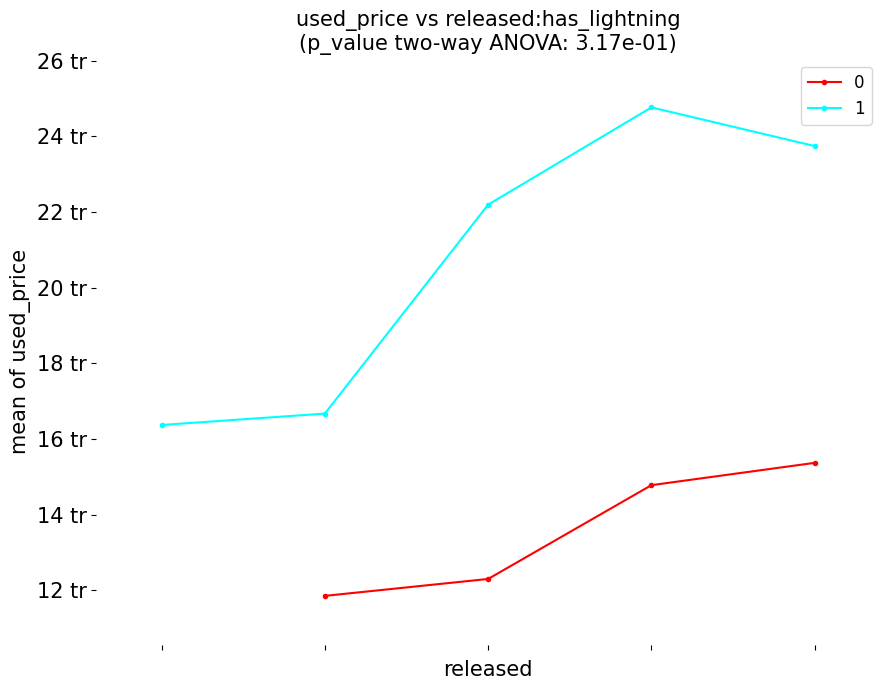 used_price vs released:has_lightning
(p_value two-way ANOVA: 3.17e-01)
0
1
26 tr
24 tr
22 tr
20 tr
18 tr
16 tr
14 tr
12 tr
mean of used_price
released